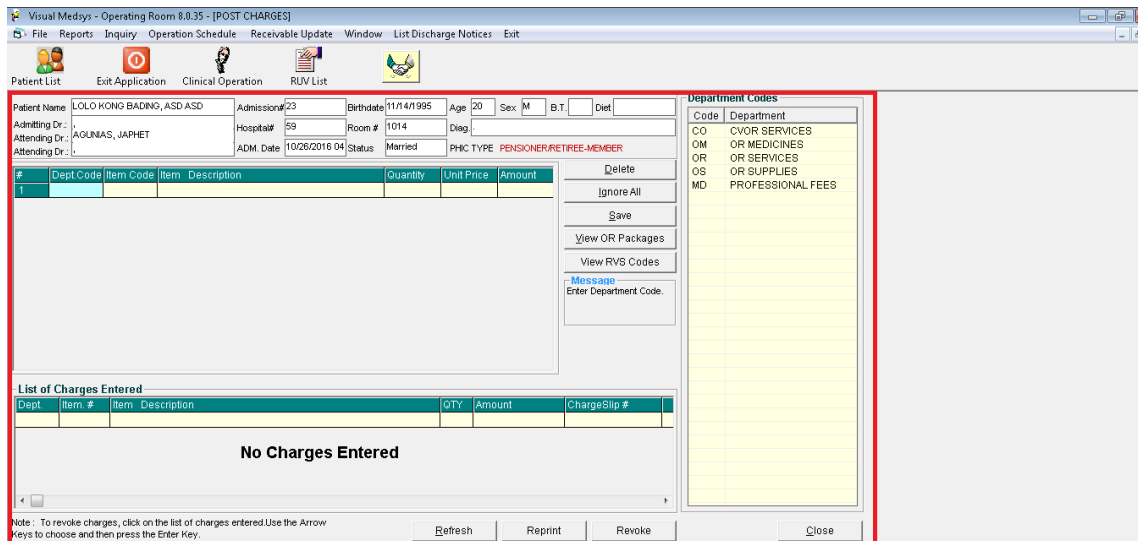 Visual Medsys - Operating Room 8.0.35 - [POST CHARGES]
File Reports Inquiry Operation Schedule Receivable Update Window List Discharge Notices Exit
Patient List Exit Application Clinical Operation RUV List
Patient Name LOLO KONG BADING, ASD ASD Admission# 23 Birthdate 11/14/1995 Age 20 Sex M B.T. Diet
Admitting Dr.: , Hospital# 59 Room # 1014 Diag. .
Attending Dr.: AGUNIAS, JAPHET
Attending Dr.: , ADM. Date 10/26/2016 04 Status Married PHIC TYPE PENSIONER/RETIREE-MEMBER
# Dept.Code Item Code Item Description Quantity Unit Price Amount
1
Delete
Ignore All
Save
View OR Packages
View RVS Codes
Message
Enter Department Code.
Department Codes
Code Department
CO CVOR SERVICES
OM OR MEDICINES
OR OR SERVICES
OS OR SUPPLIES
MD PROFESSIONAL FEES
List of Charges Entered
Dept. Item. # Item Description QTY Amount ChargeSlip #
No Charges Entered
Note : To revoke charges, click on the list of charges entered.Use the Arrow
Keys to choose and then press the Enter Key.
Refresh Reprint Revoke Close